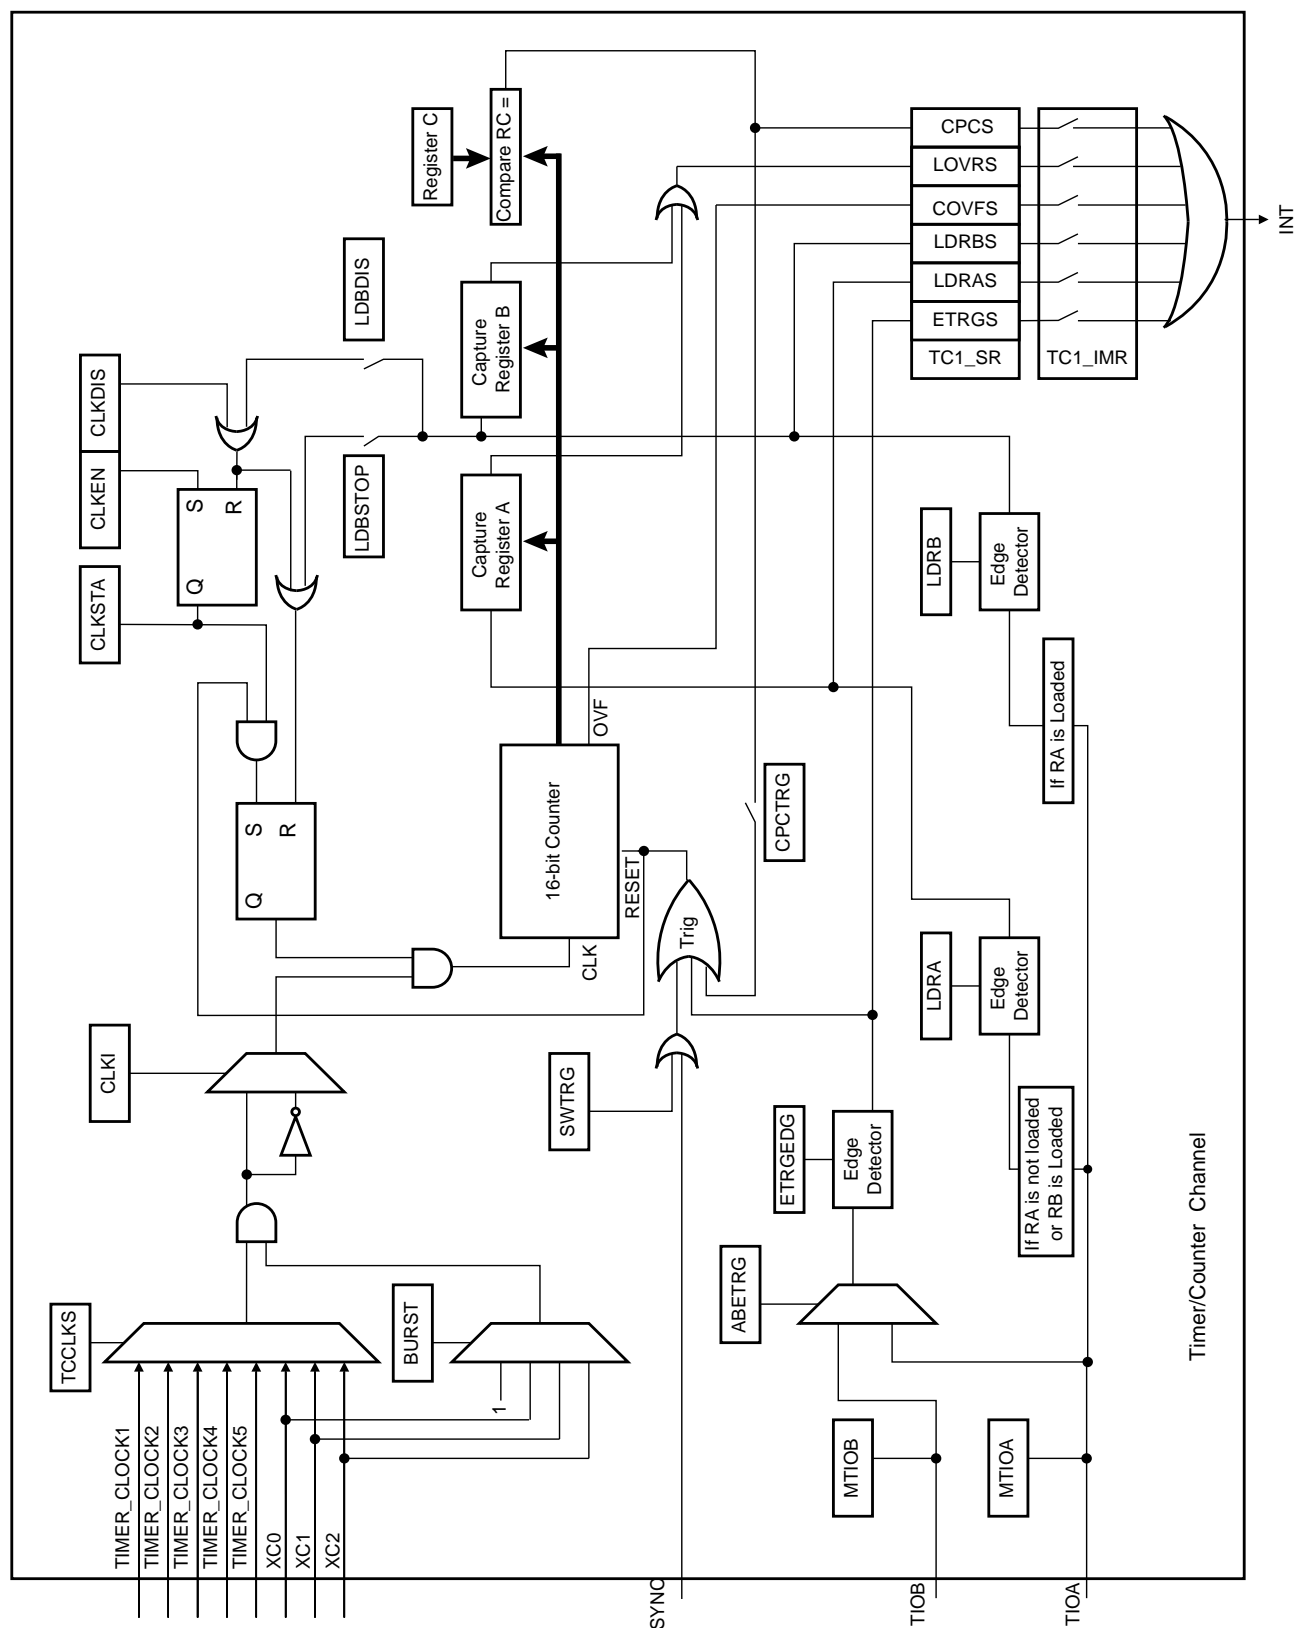 TCCLKS
TIMER_CLOCK1
TIMER_CLOCK2
TIMER_CLOCK3
TIMER_CLOCK4
TIMER_CLOCK5
XC0
XC1
XC2
BURST
1
CLKI
CLKSTA
CLKEN
CLKDIS
Q
S
R
Q
S
R
LDBSTOP
LDBDIS
Register C
Capture
Register A
Capture
Register B
Compare RC =
16-bit Counter
CLK
OVF
RESET
SWTRG
SYNC
Trig
CPCTRG
ABETRG
ETRGEDG
Edge
Detector
MTIOB
TIOB
MTIOA
TIOA
LDRA
Edge
Detector
If RA is not loaded
or RB is Loaded
LDRB
Edge
Detector
If RA is Loaded
CPCS
LOVRS
COVFS
LDRBS
LDRAS
ETRGS
TC1_SR
TC1_IMR
INT
Timer/Counter Channel